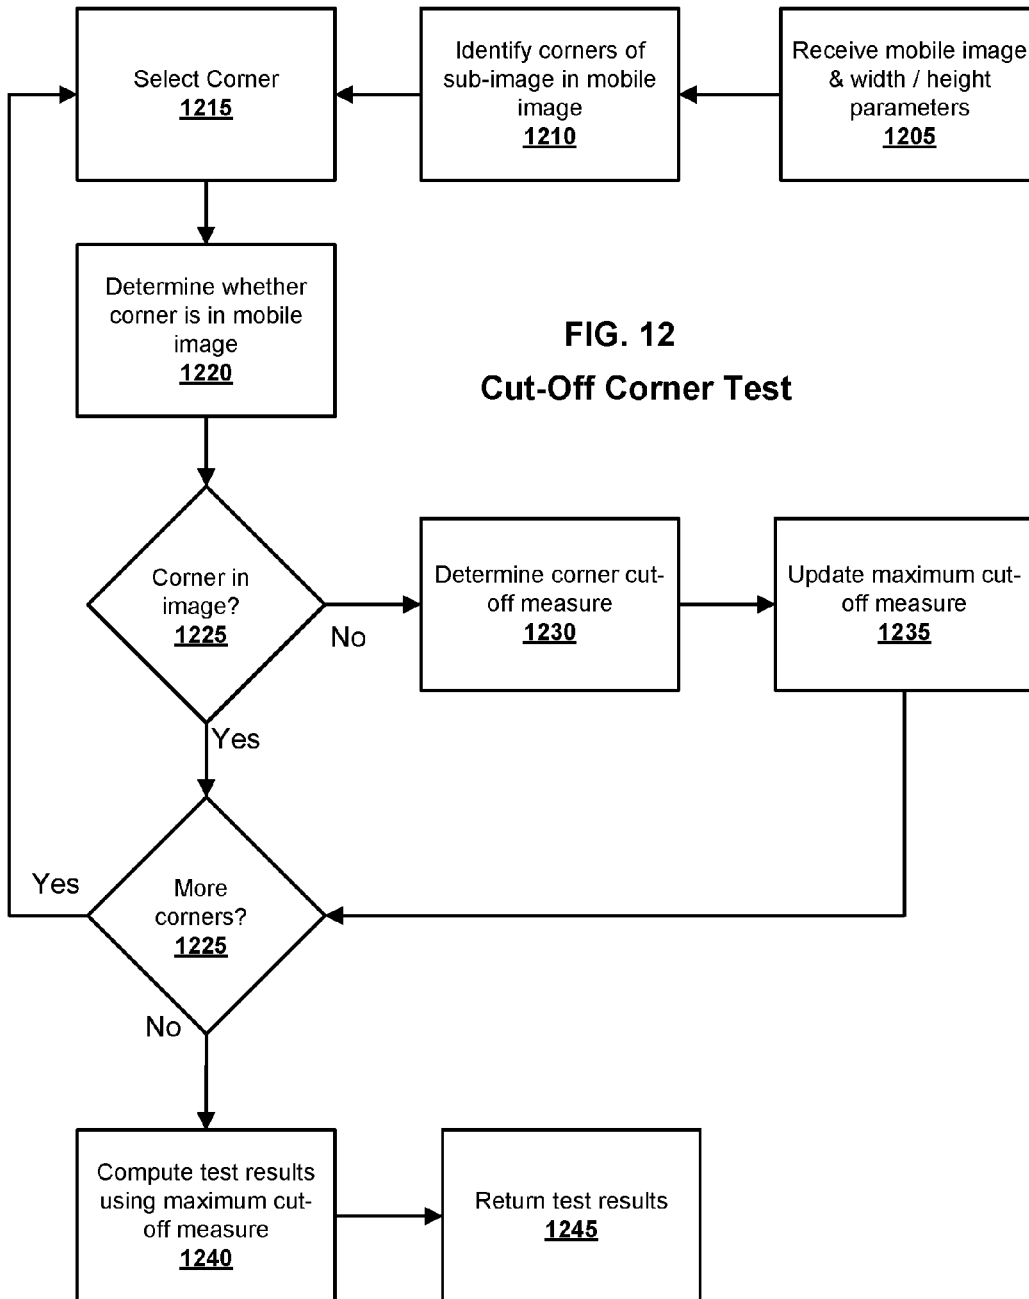 Receive mobile image
& width / height
parameters
1205
Identify corners of
sub-image in mobile
image
1210
Select Corner
1215
Determine whether
corner is in mobile
image
1220
FIG. 12
Cut-Off Corner Test
Corner in
image?
1225
No
Yes
Determine corner cut-
off measure
1230
Update maximum cut-
off measure
1235
More
corners?
1225
Yes
No
Compute test results
using maximum cut-
off measure
1240
Return test results
1245